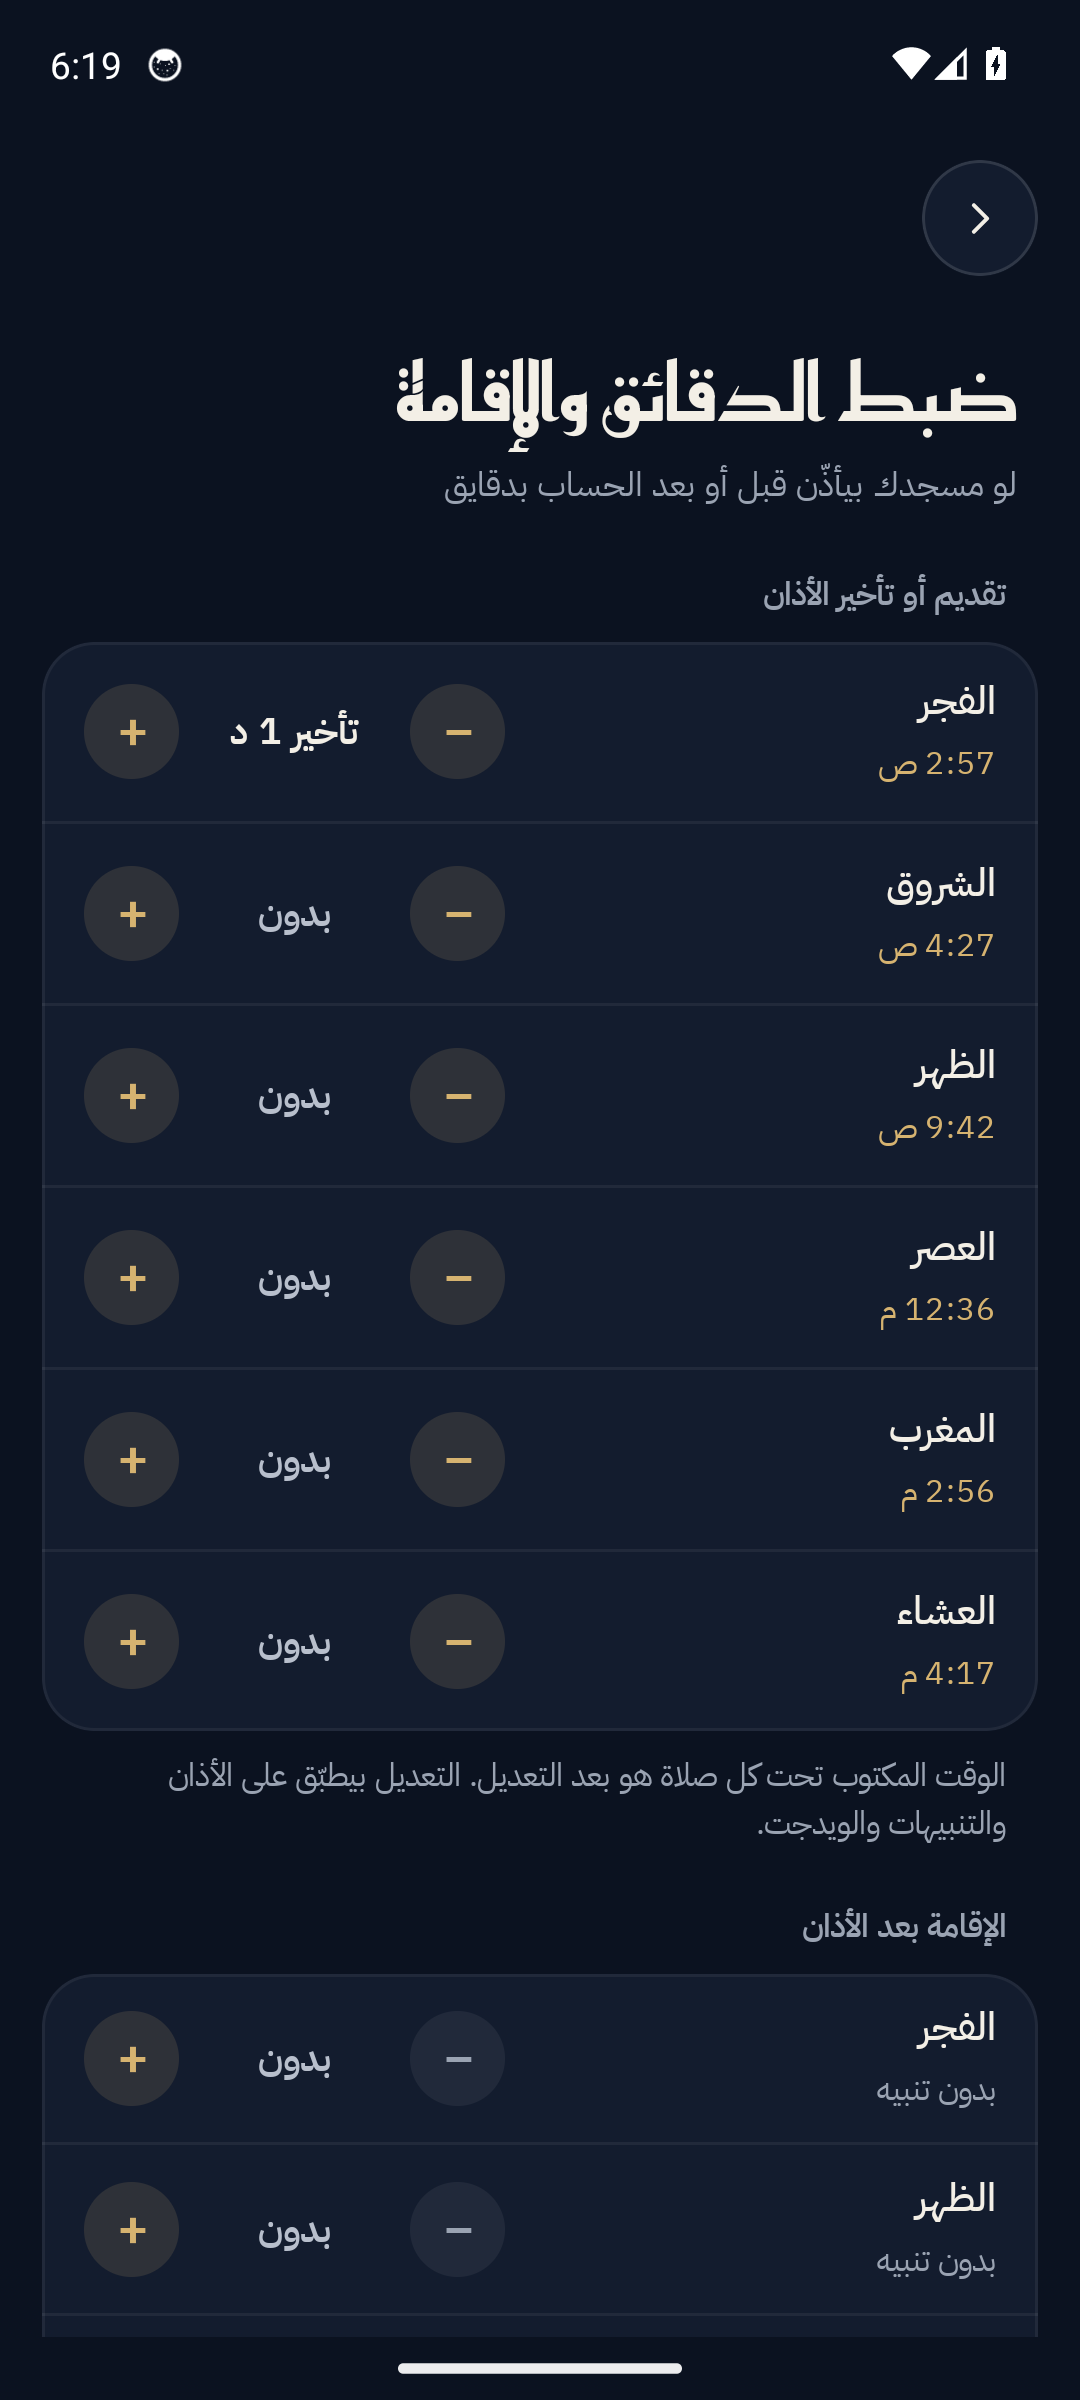 6:19
ضبط الدقائق والإقامة
لو مسجدك بيأذّن قبل أو بعد الحساب بدقايق
تقديم أو تأخير الأذان
الفجر
2:57 ص
− تأخير 1 د +
الشروق
4:27 ص
− بدون +
الظهر
9:42 ص
− بدون +
العصر
12:36 م
− بدون +
المغرب
2:56 م
− بدون +
العشاء
4:17 م
− بدون +
الوقت المكتوب تحت كل صلاة هو بعد التعديل. التعديل بيطبّق على الأذان
والتنبيهات والويدجت.
الإقامة بعد الأذان
الفجر
بدون تنبيه
− بدون +
الظهر
بدون تنبيه
− بدون +